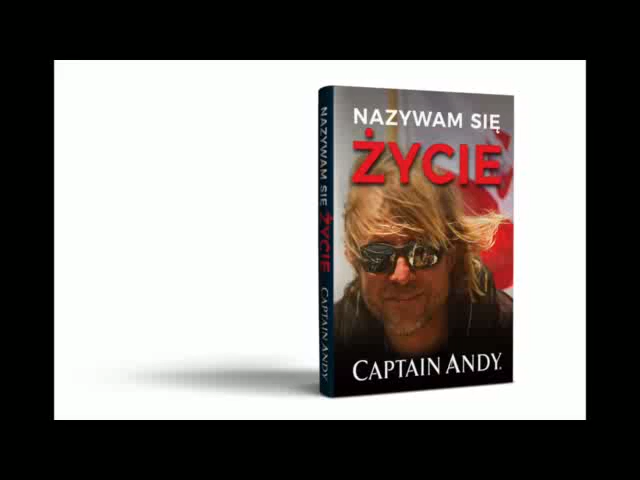 NAZYWAM SIĘ
ŻYCIE
CAPTAIN ANDY.
NAZYWAM SIĘ ŻYCIE CAPTAIN ANDY.